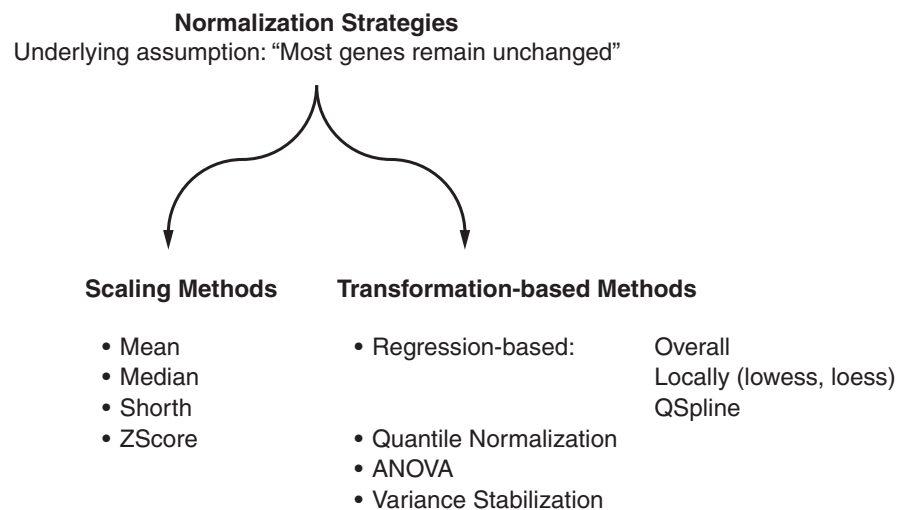 Normalization Strategies
Underlying assumption: “Most genes remain unchanged”
Scaling Methods
• Mean
• Median
• Shorth
• ZScore
Transformation-based Methods
• Regression-based: Overall
Locally (lowess, loess)
QSpline
• Quantile Normalization
• ANOVA
• Variance Stabilization